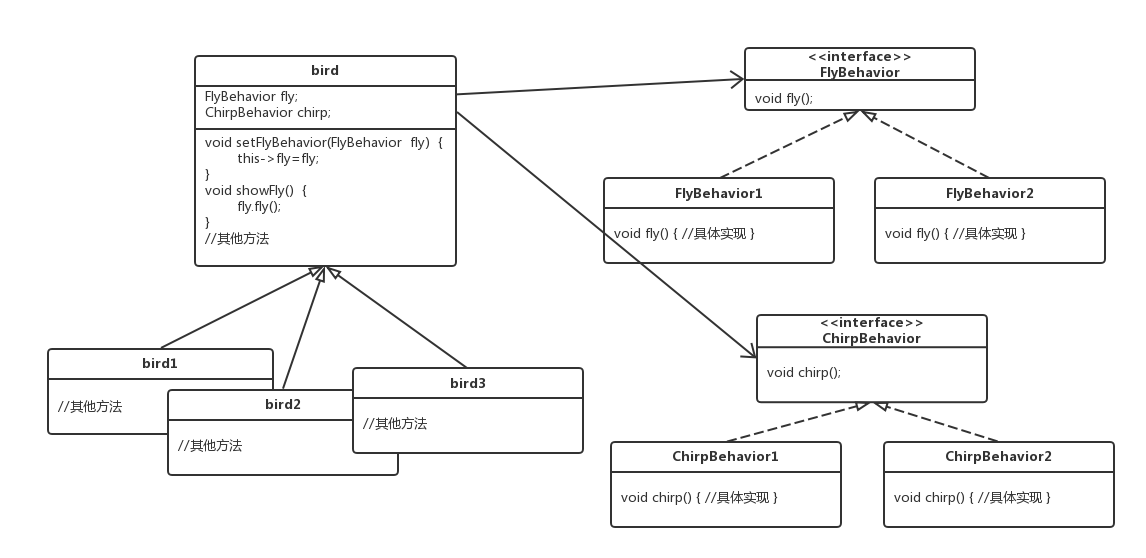 bird
FlyBehavior fly;
ChirpBehavior chirp;
void setFlyBehavior(FlyBehavior fly) {
this->fly=fly;
}
void showFly() {
fly.fly();
}
//其他方法
<<interface>>
FlyBehavior
void fly();
FlyBehavior1
void fly() { //具体实现 }
FlyBehavior2
void fly() { //具体实现 }
bird1
//其他方法
bird2
//其他方法
bird3
//其他方法
<<interface>>
ChirpBehavior
void chirp();
ChirpBehavior1
void chirp() { //具体实现 }
ChirpBehavior2
void chirp() { //具体实现 }